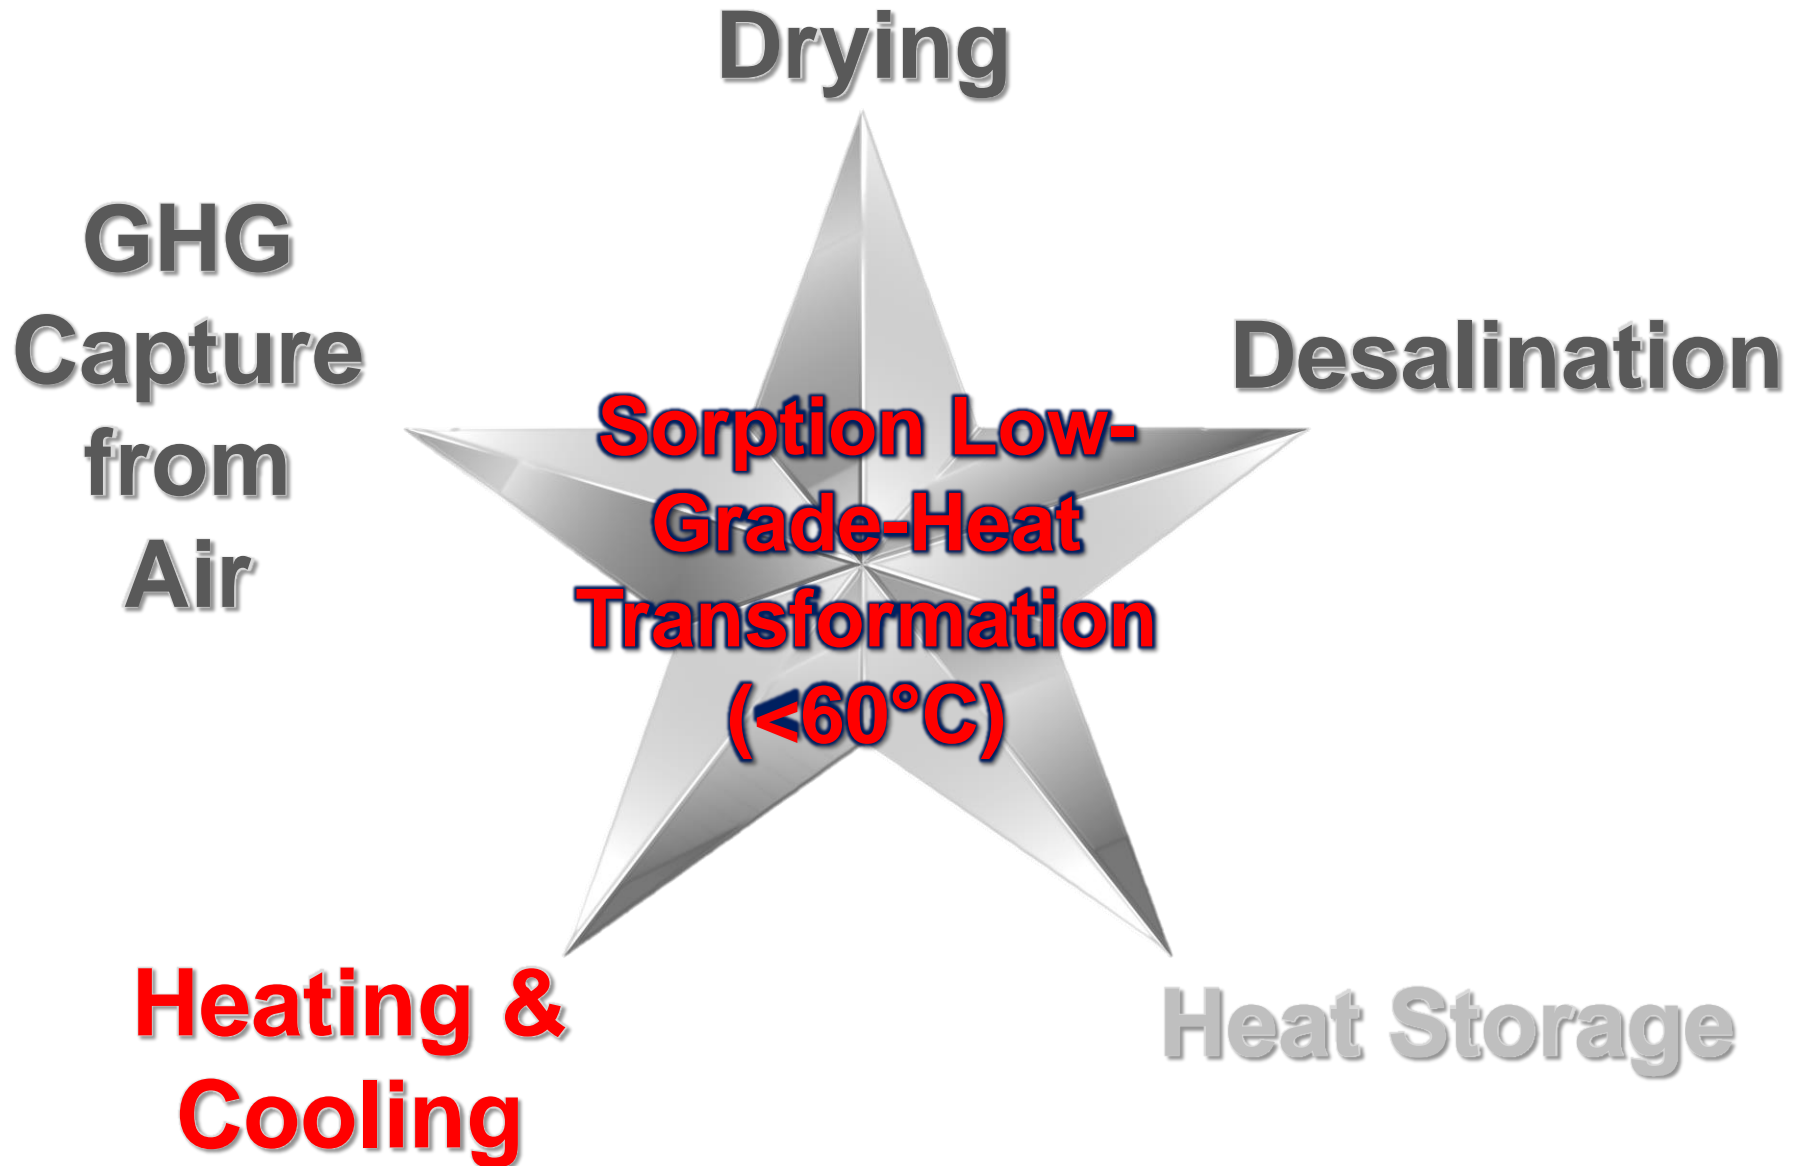 Drying
GHG
Capture
from
Air
Desalination
Sorption Low-
Grade-Heat
Transformation
(<60°C)
Heating &
Cooling
Heat Storage